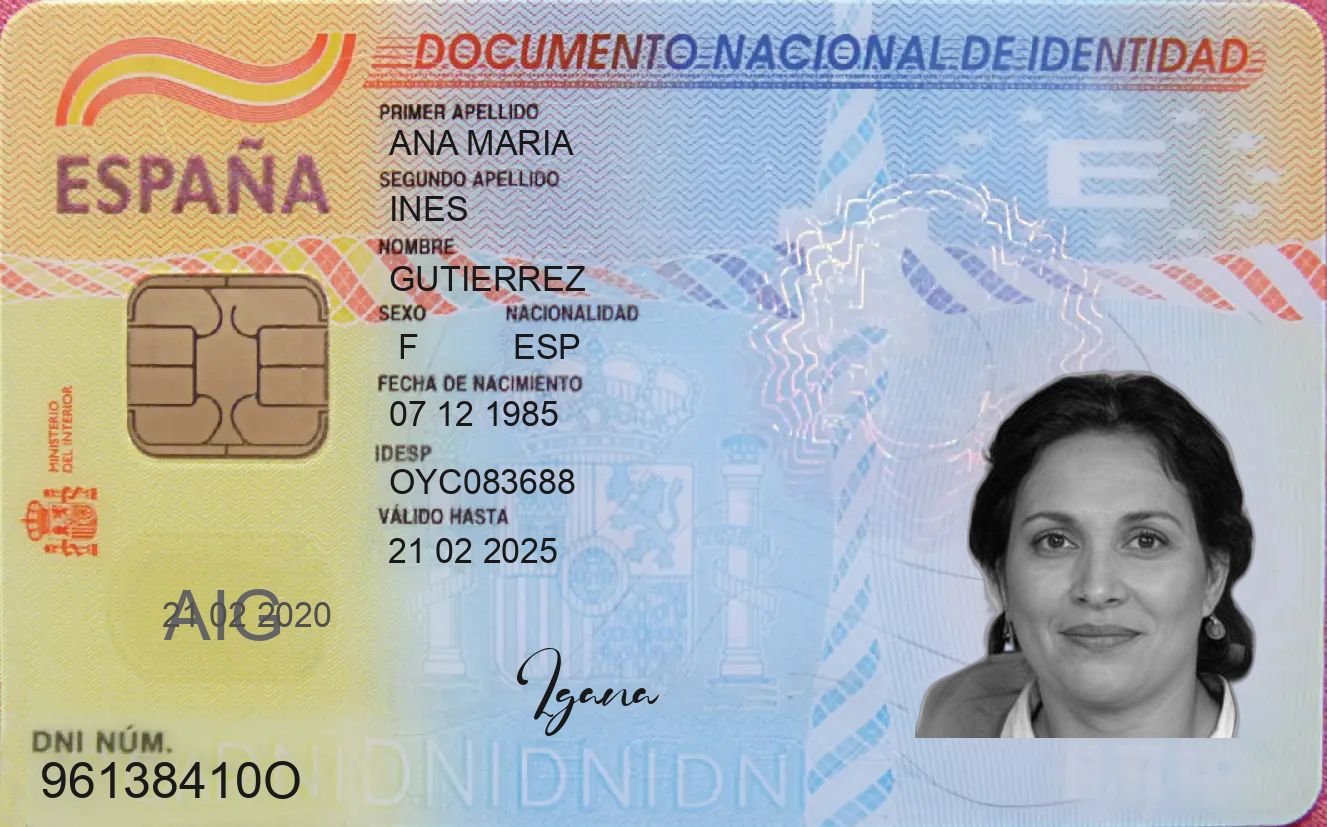 DOCUMENTO NACIONAL DE IDENTIDAD
ESPAÑA
PRIMER APELLIDO
ANA MARIA
SEGUNDO APELLIDO
INES
NOMBRE
GUTIERREZ
SEXO NACIONALIDAD
F ESP
FECHA DE NACIMIENTO
07 12 1985
IDESP
OYC083688
VÁLIDO HASTA
21 02 2025
MINISTERIO
DEL INTERIOR
AIG
21 02 2020
Igana
DNI NÚM.
96138410O
E
DNIDNIDNIDNI